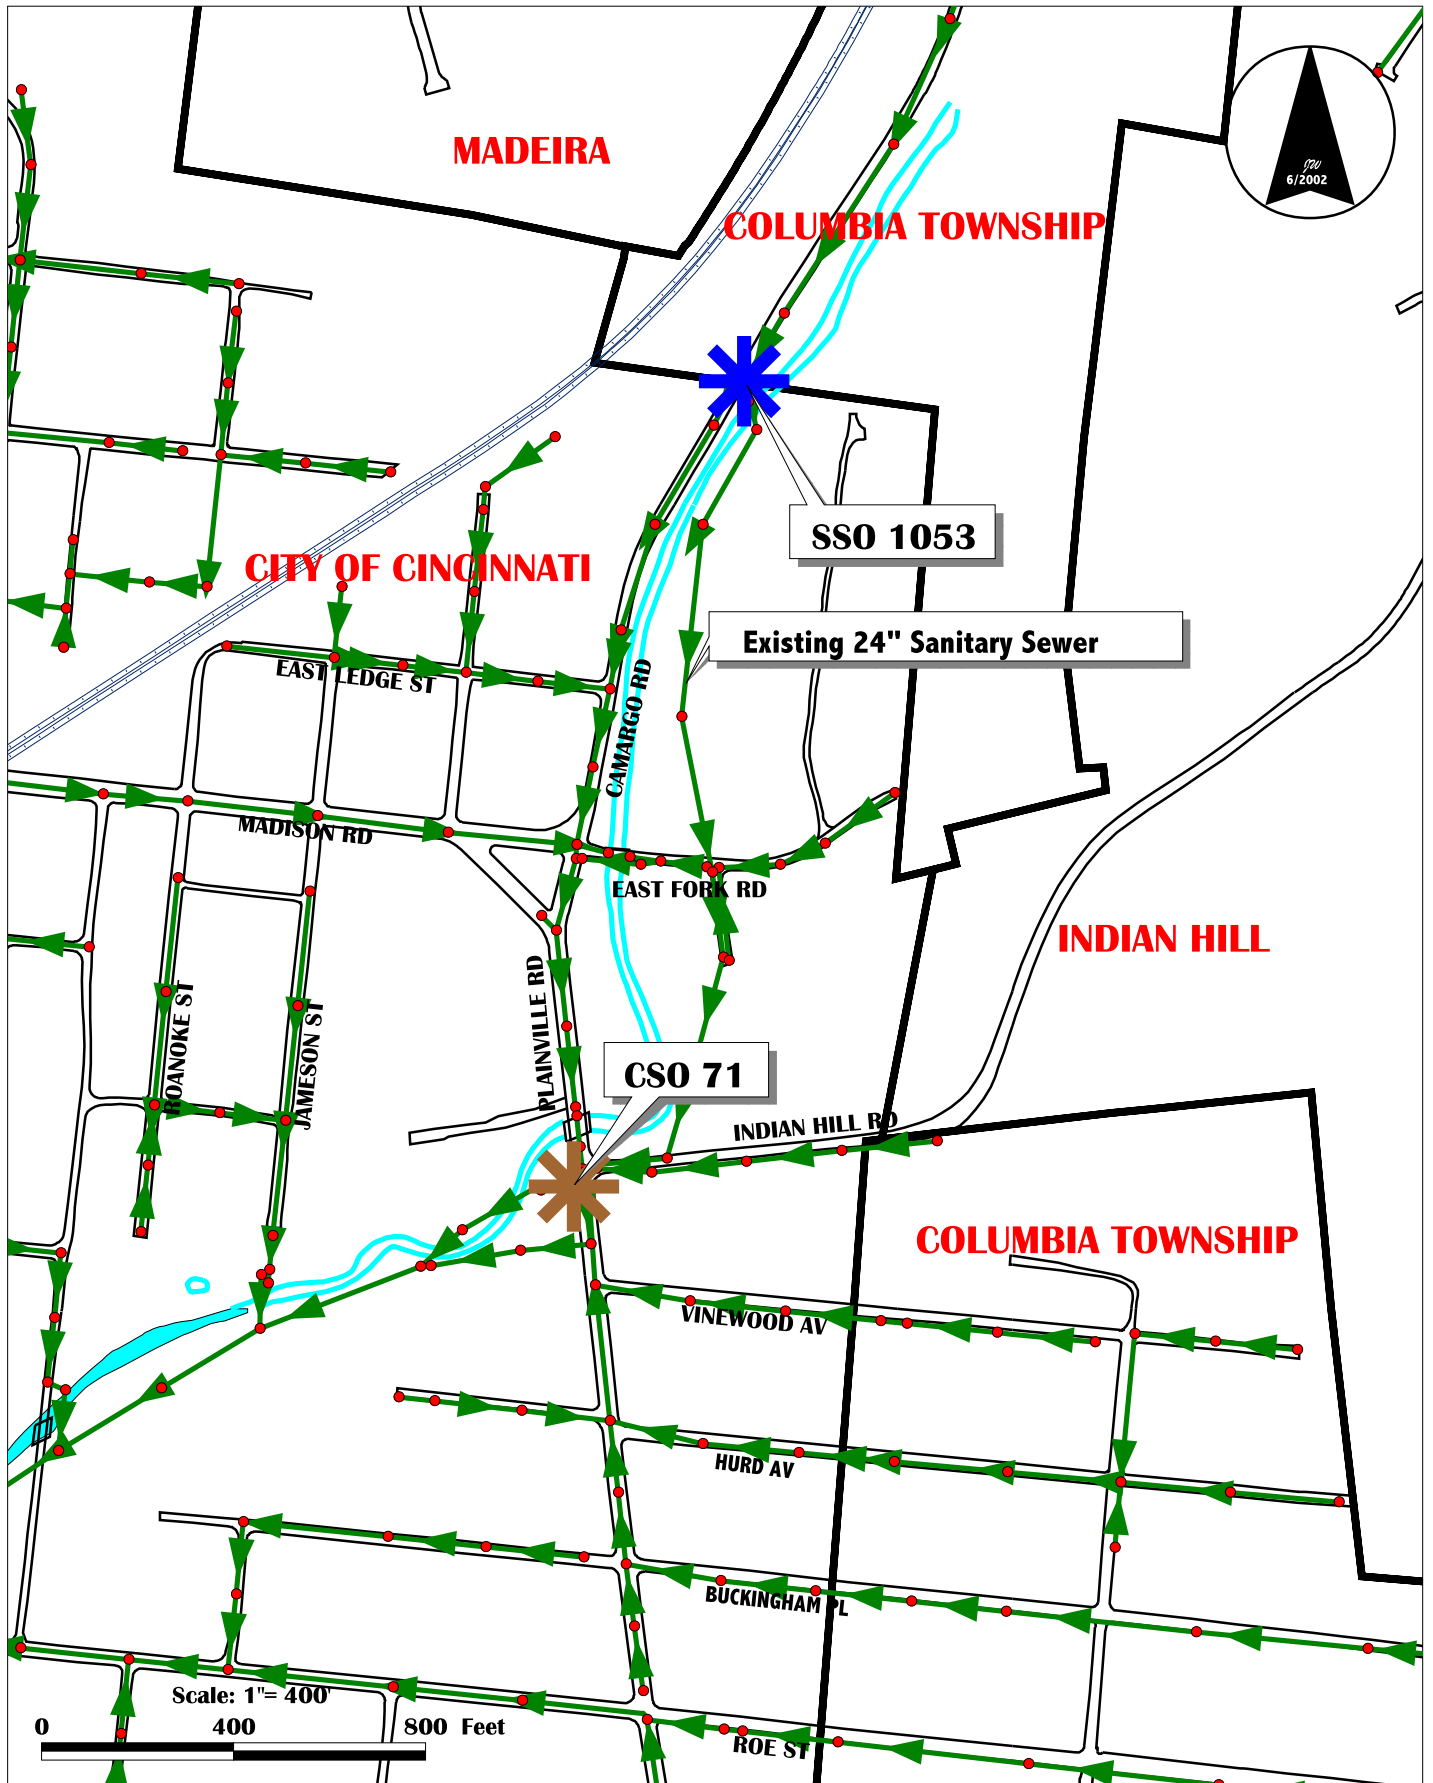 MADEIRA
JW
6/2002
COLUMBIA TOWNSHIP
SSO 1053
CITY OF CINCINNATI
Existing 24" Sanitary Sewer
EAST LEDGE ST
CAMARGO RD
MADISON RD
EAST FORK RD
INDIAN HILL
PLAINVILLE RD
ROANOKE ST
JAMESON ST
CSO 71
INDIAN HILL RD
COLUMBIA TOWNSHIP
VINEWOOD AV
HURD AV
BUCKINGHAM PL
Scale: 1"= 400'
0 400 800 Feet
ROE ST